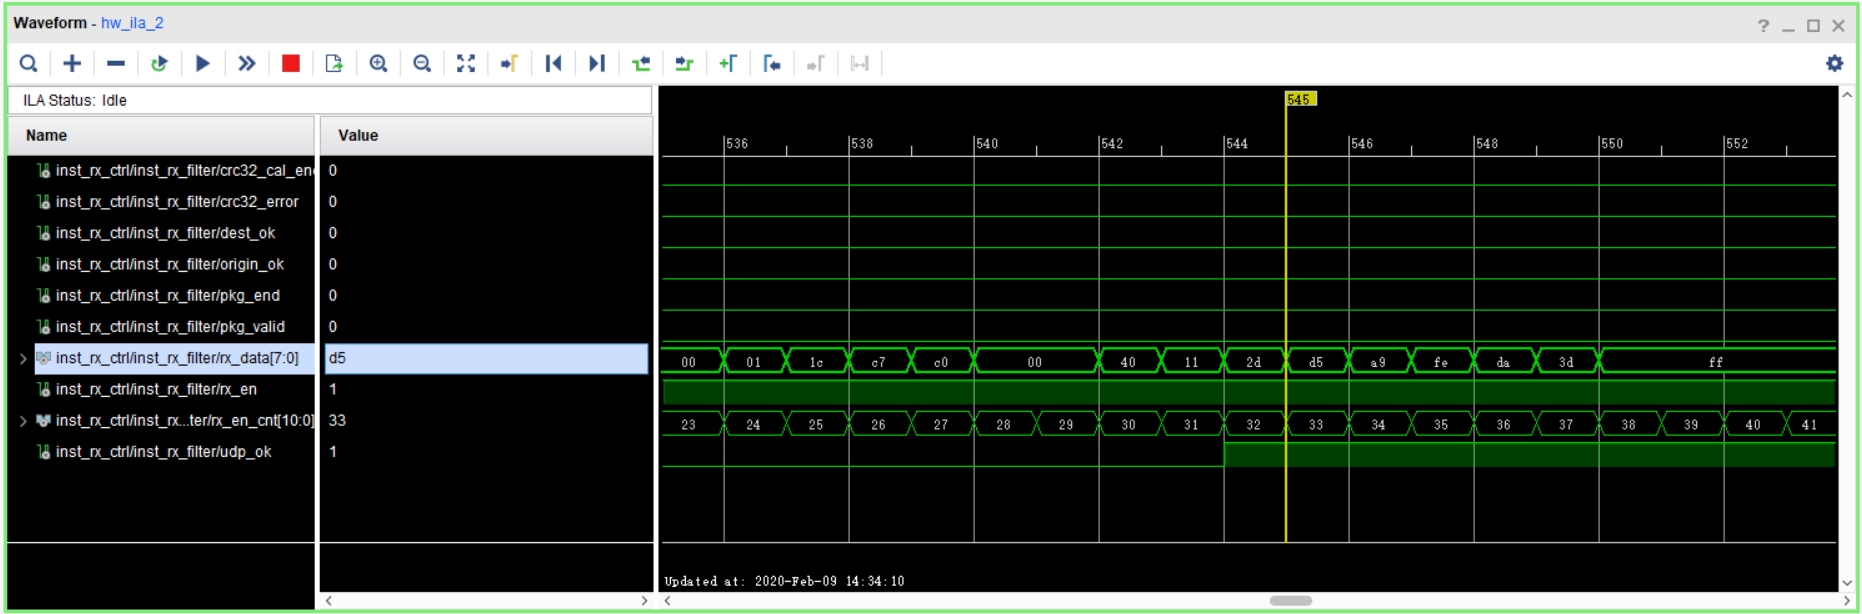 Waveform - hw_ila_2
ILA Status: Idle
545
Name Value
536 538 540 542 544 546 548 550 552
inst_rx_ctrl/inst_rx_filter/crc32_cal_en 0
inst_rx_ctrl/inst_rx_filter/crc32_error 0
inst_rx_ctrl/inst_rx_filter/dest_ok 0
inst_rx_ctrl/inst_rx_filter/origin_ok 0
inst_rx_ctrl/inst_rx_filter/pkg_end 0
inst_rx_ctrl/inst_rx_filter/pkg_valid 0
inst_rx_ctrl/inst_rx_filter/rx_data[7:0] d5 00 01 1c c7 c0 00 40 11 2d d5 a9 fe da 3d ff
inst_rx_ctrl/inst_rx_filter/rx_en 1
inst_rx_ctrl/inst_rx...ter/rx_en_cnt[10:0] 33 23 24 25 26 27 28 29 30 31 32 33 34 35 36 37 38 39 40 41
inst_rx_ctrl/inst_rx_filter/udp_ok 1
Updated at: 2020-Feb-09 14:34:10